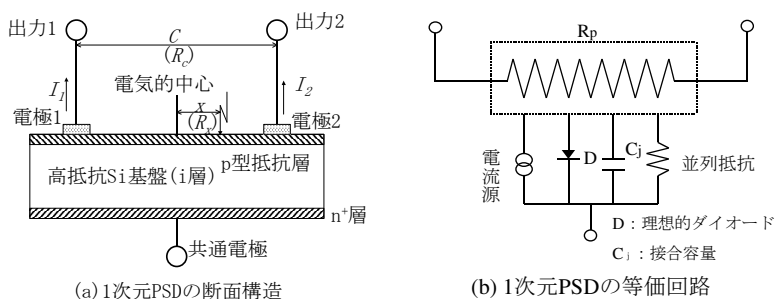 出力1
出力2
C
(Rc)
I1
I2
電気的中心
x
(Rx)
電極1
電極2
p型抵抗層
高抵抗Si基盤(i層)
n+層
共通電極
(a)1次元PSDの断面構造
Rp
電流源
D
Cj
並列抵抗
D：理想的ダイオード
Cj：接合容量
(b) 1次元PSDの等価回路